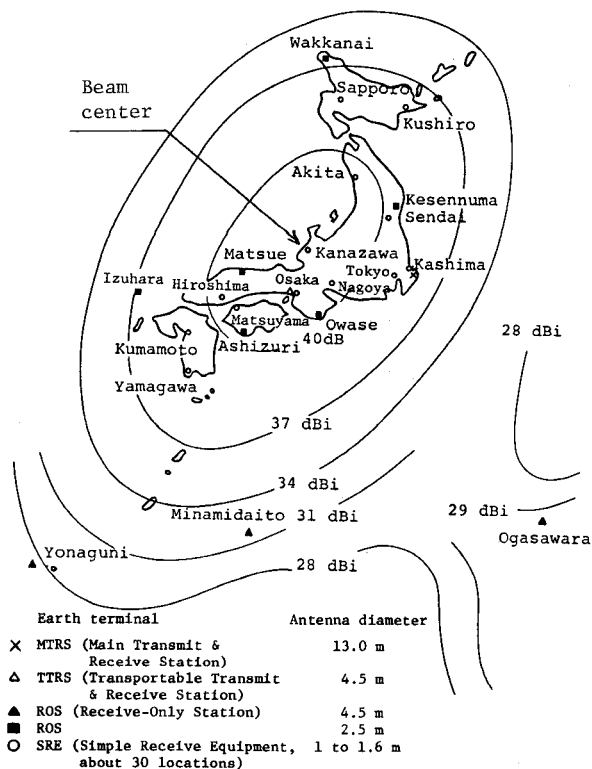 Wakkanai
Beam
center
Sapporo
Kushiro
Akita
Kesennuma
Sendai
Matsue
Kanazawa
Izuhara
Hiroshima
Osaka
Tokyo
Kashima
Nagoya
Matsuyama
Owase
Kumamoto
Ashizuri
40dB
28 dBi
Yamagawa
37 dBi
34 dBi
Minamidaito
31 dBi
29 dBi
Ogasawara
Yonaguni
28 dBi
Earth terminal Antenna diameter
MTRS (Main Transmit & 13.0 m
Receive Station)
TTRS (Transportable Transmit 4.5 m
& Receive Station)
ROS (Receive-Only Station) 4.5 m
ROS 2.5 m
SRE (Simple Receive Equipment, 1 to 1.6 m
about 30 locations)